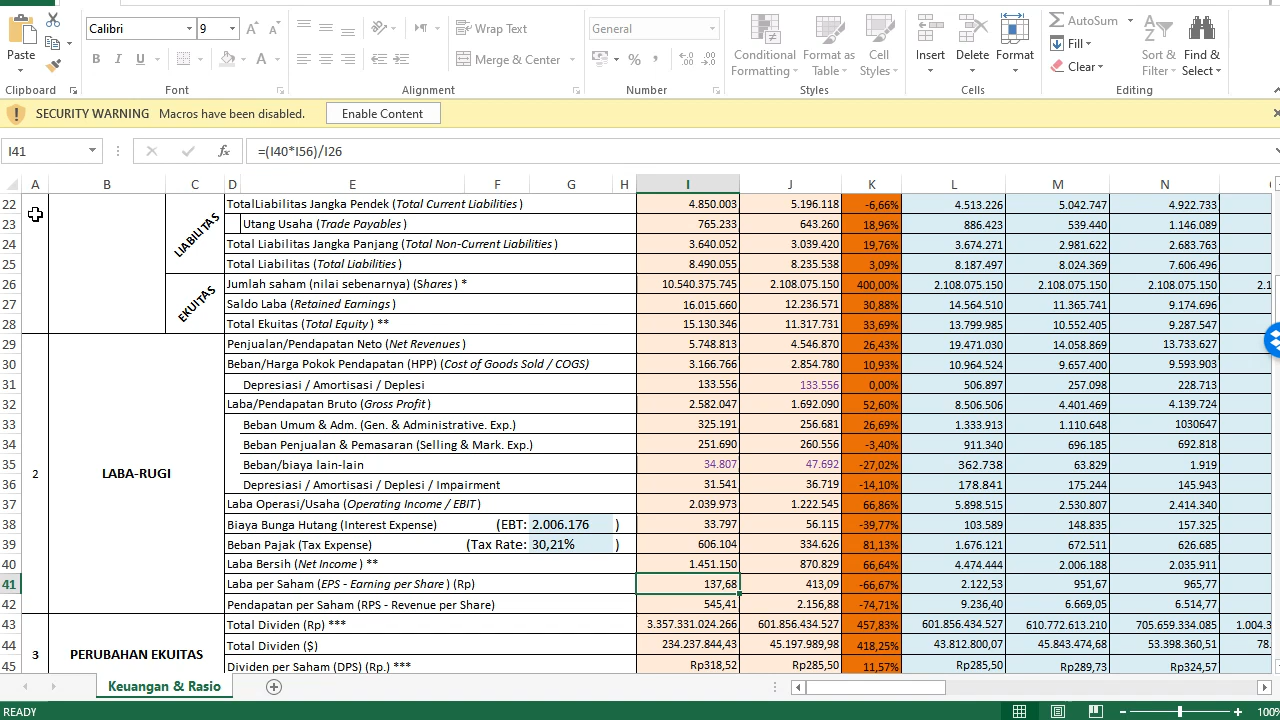 Calibri 9 General AutoSum
Wrap Text Fill
Paste B I U Merge & Center % Conditional Formatting Format as Table Cell Styles Insert Delete Format Clear Sort & Filter Find & Select
Clipboard Font Alignment Number Styles Cells Editing
SECURITY WARNING Macros have been disabled. Enable Content
I41 fx =(I40*I56)/I26
A B C D E F G H I J K L M N
22 TotalLiabilitas Jangka Pendek (Total Current Liabilities ) 4.850.003 5.196.118 -6,66% 4.513.226 5.042.747 4.922.733
LIABILITAS
23 Utang Usaha (Trade Payables ) 765.233 643.260 18,96% 886.423 539.440 1.146.089
24 Total Liabilitas Jangka Panjang (Total Non-Current Liabilities ) 3.640.052 3.039.420 19,76% 3.674.271 2.981.622 2.683.763
25 Total Liabilitas (Total Liabilities ) 8.490.055 8.235.538 3,09% 8.187.497 8.024.369 7.606.496
26 Jumlah saham (nilai sebenarnya) (Shares ) * 10.540.375.745 2.108.075.150 400,00% 2.108.075.150 2.108.075.150 2.108.075.150 2.1
EKUITAS
27 Saldo Laba (Retained Earnings ) 16.015.660 12.236.571 30,88% 14.564.510 11.365.741 9.174.696
28 Total Ekuitas (Total Equity ) ** 15.130.346 11.317.731 33,69% 13.799.985 10.552.405 9.287.547
29 Penjualan/Pendapatan Neto (Net Revenues ) 5.748.813 4.546.870 26,43% 19.471.030 14.058.869 13.733.627
30 Beban/Harga Pokok Pendapatan (HPP) (Cost of Goods Sold / COGS) 3.166.766 2.854.780 10,93% 10.964.524 9.657.400 9.593.903
31 Depresiasi / Amortisasi / Deplesi 133.556 133.556 0,00% 506.897 257.098 228.713
32 Laba/Pendapatan Bruto (Gross Profit ) 2.582.047 1.692.090 52,60% 8.506.506 4.401.469 4.139.724
33 Beban Umum & Adm. (Gen. & Administrative. Exp.) 325.191 256.681 26,69% 1.333.913 1.110.648 1030647
34 Beban Penjualan & Pemasaran (Selling & Mark. Exp.) 251.690 260.556 -3,40% 911.340 696.185 692.818
35 2 LABA-RUGI Beban/biaya lain-lain 34.807 47.692 -27,02% 362.738 63.829 1.919
36 Depresiasi / Amortisasi / Deplesi / Impairment 31.541 36.719 -14,10% 178.841 175.244 145.943
37 Laba Operasi/Usaha (Operating Income / EBIT) 2.039.973 1.222.545 66,86% 5.898.515 2.530.807 2.414.340
38 Biaya Bunga Hutang (Interest Expense) (EBT: 2.006.176 ) 33.797 56.115 -39,77% 103.589 148.835 157.325
39 Beban Pajak (Tax Expense) (Tax Rate: 30,21% ) 606.104 334.626 81,13% 1.676.121 672.511 626.685
40 Laba Bersih (Net Income ) ** 1.451.150 870.829 66,64% 4.474.444 2.006.188 2.035.911
41 Laba per Saham (EPS - Earning per Share ) (Rp) 137,68 413,09 -66,67% 2.122,53 951,67 965,77
42 Pendapatan per Saham (RPS - Revenue per Share) 545,41 2.156,88 -74,71% 9.236,40 6.669,05 6.514,77
43 Total Dividen (Rp) *** 3.357.331.024.266 601.856.434.527 457,83% 601.856.434.527 610.772.613.210 705.659.334.085 1.004.3
44 3 PERUBAHAN EKUITAS Total Dividen ($) 234.237.844,43 45.197.989,98 418,25% 43.812.800,07 45.843.474,68 53.398.360,51 78.
45 Dividen per Saham (DPS) (Rp.) *** Rp318,52 Rp285,50 11,57% Rp285,50 Rp289,73 Rp324,57
Keuangan & Rasio
READY 100%